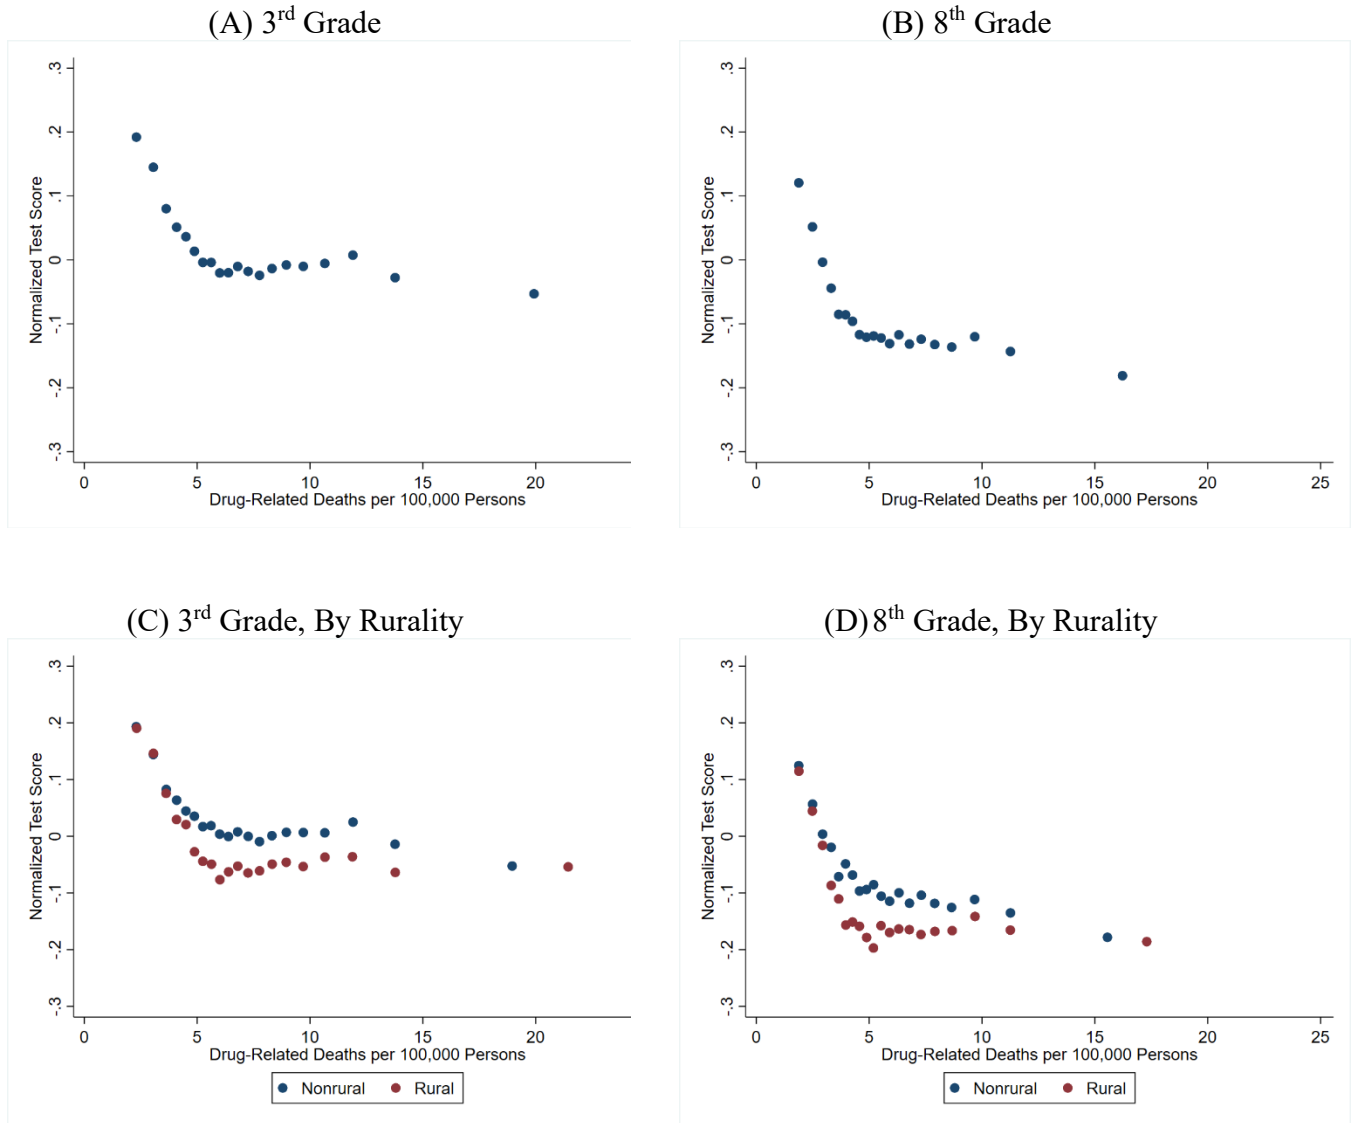 (A) 3rd Grade
.3
.2
.1
0
-.1
-.2
-.3
Normalized Test Score
0 5 10 15 20
Drug-Related Deaths per 100,000 Persons
(B) 8th Grade
.3
.2
.1
0
-.1
-.2
-.3
Normalized Test Score
0 5 10 15 20 25
Drug-Related Deaths per 100,000 Persons
(C) 3rd Grade, By Rurality
.3
.2
.1
0
-.1
-.2
-.3
Normalized Test Score
0 5 10 15 20
Drug-Related Deaths per 100,000 Persons
Nonrural Rural
(D) 8th Grade, By Rurality
.3
.2
.1
0
-.1
-.2
-.3
Normalized Test Score
0 5 10 15 20 25
Drug-Related Deaths per 100,000 Persons
Nonrural Rural